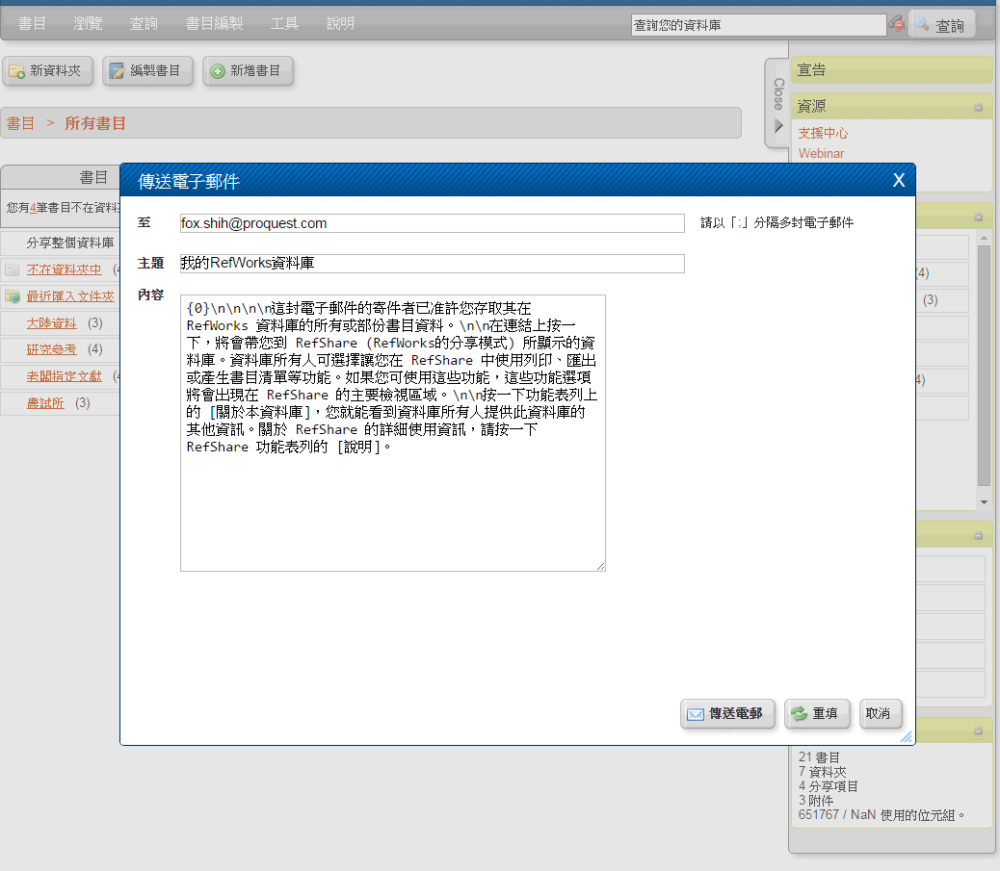 書目 瀏覽 查詢 書目編製 工具 說明 查詢您的資料庫 查詢
新資料夾 編製書目 新增書目
Close
宣告
資源
支援中心
Webinar
書目 > 所有書目
書目
您有4筆書目不在資料
分享整個資料庫
不在資料夾中 (4
最近匯入文件夾
大陸資料 (3)
研究參考 (4)
老闆指定文獻 (4
農試所 (3)
傳送電子郵件 X
至 fox.shih@proquest.com 請以「;」分隔多封電子郵件
主題 我的RefWorks資料庫
內容
{0}\n\n\n\n這封電子郵件的寄件者已准許您存取其在
RefWorks 資料庫的所有或部份書目資料。\n\n在連結上按一
下，將會帶您到 RefShare (RefWorks的分享模式) 所顯示的資
料庫。資料庫所有人可選擇讓您在 RefShare 中使用列印、匯出
或產生書目清單等功能。如果您可使用這些功能，這些功能選項
將會出現在 RefShare 的主要檢視區域。\n\n按一下功能表列上
的 [關於本資料庫]，您就能看到資料庫所有人提供此資料庫的
其他資訊。關於 RefShare 的詳細使用資訊，請按一下
RefShare 功能表列的 [說明]。
傳送電郵 重填 取消
(4)
(3)
4)
21 書目
7 資料夾
4 分享項目
3 附件
651767 / NaN 使用的位元組。